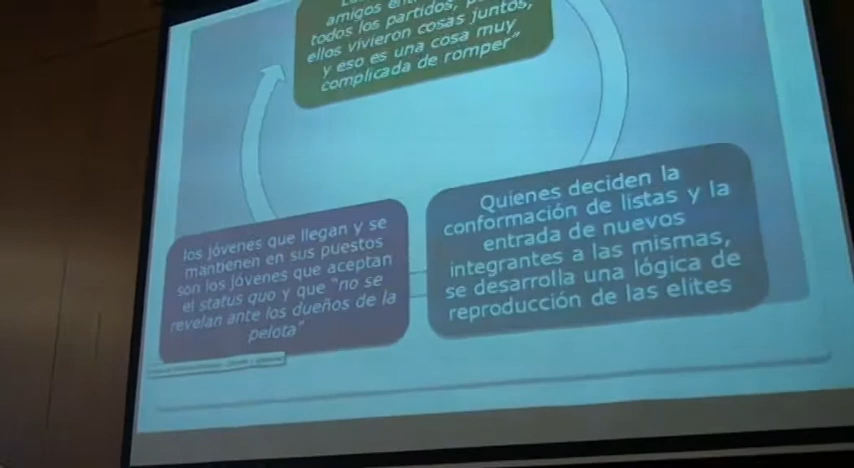 amigos
todos los partidos,
ellos vivieron cosas juntos,
y eso es una cosa muy
complicada de romper"
los jóvenes que llegan y se
mantienen en sus puestos
son los jóvenes que aceptan
el status quo y que "no se
revelan ante los dueños de la
pelota"
Quienes deciden la
conformación de listas y la
entrada de nuevos
integrantes a las mismas,
se desarrolla una lógica de
reproducción de las elites